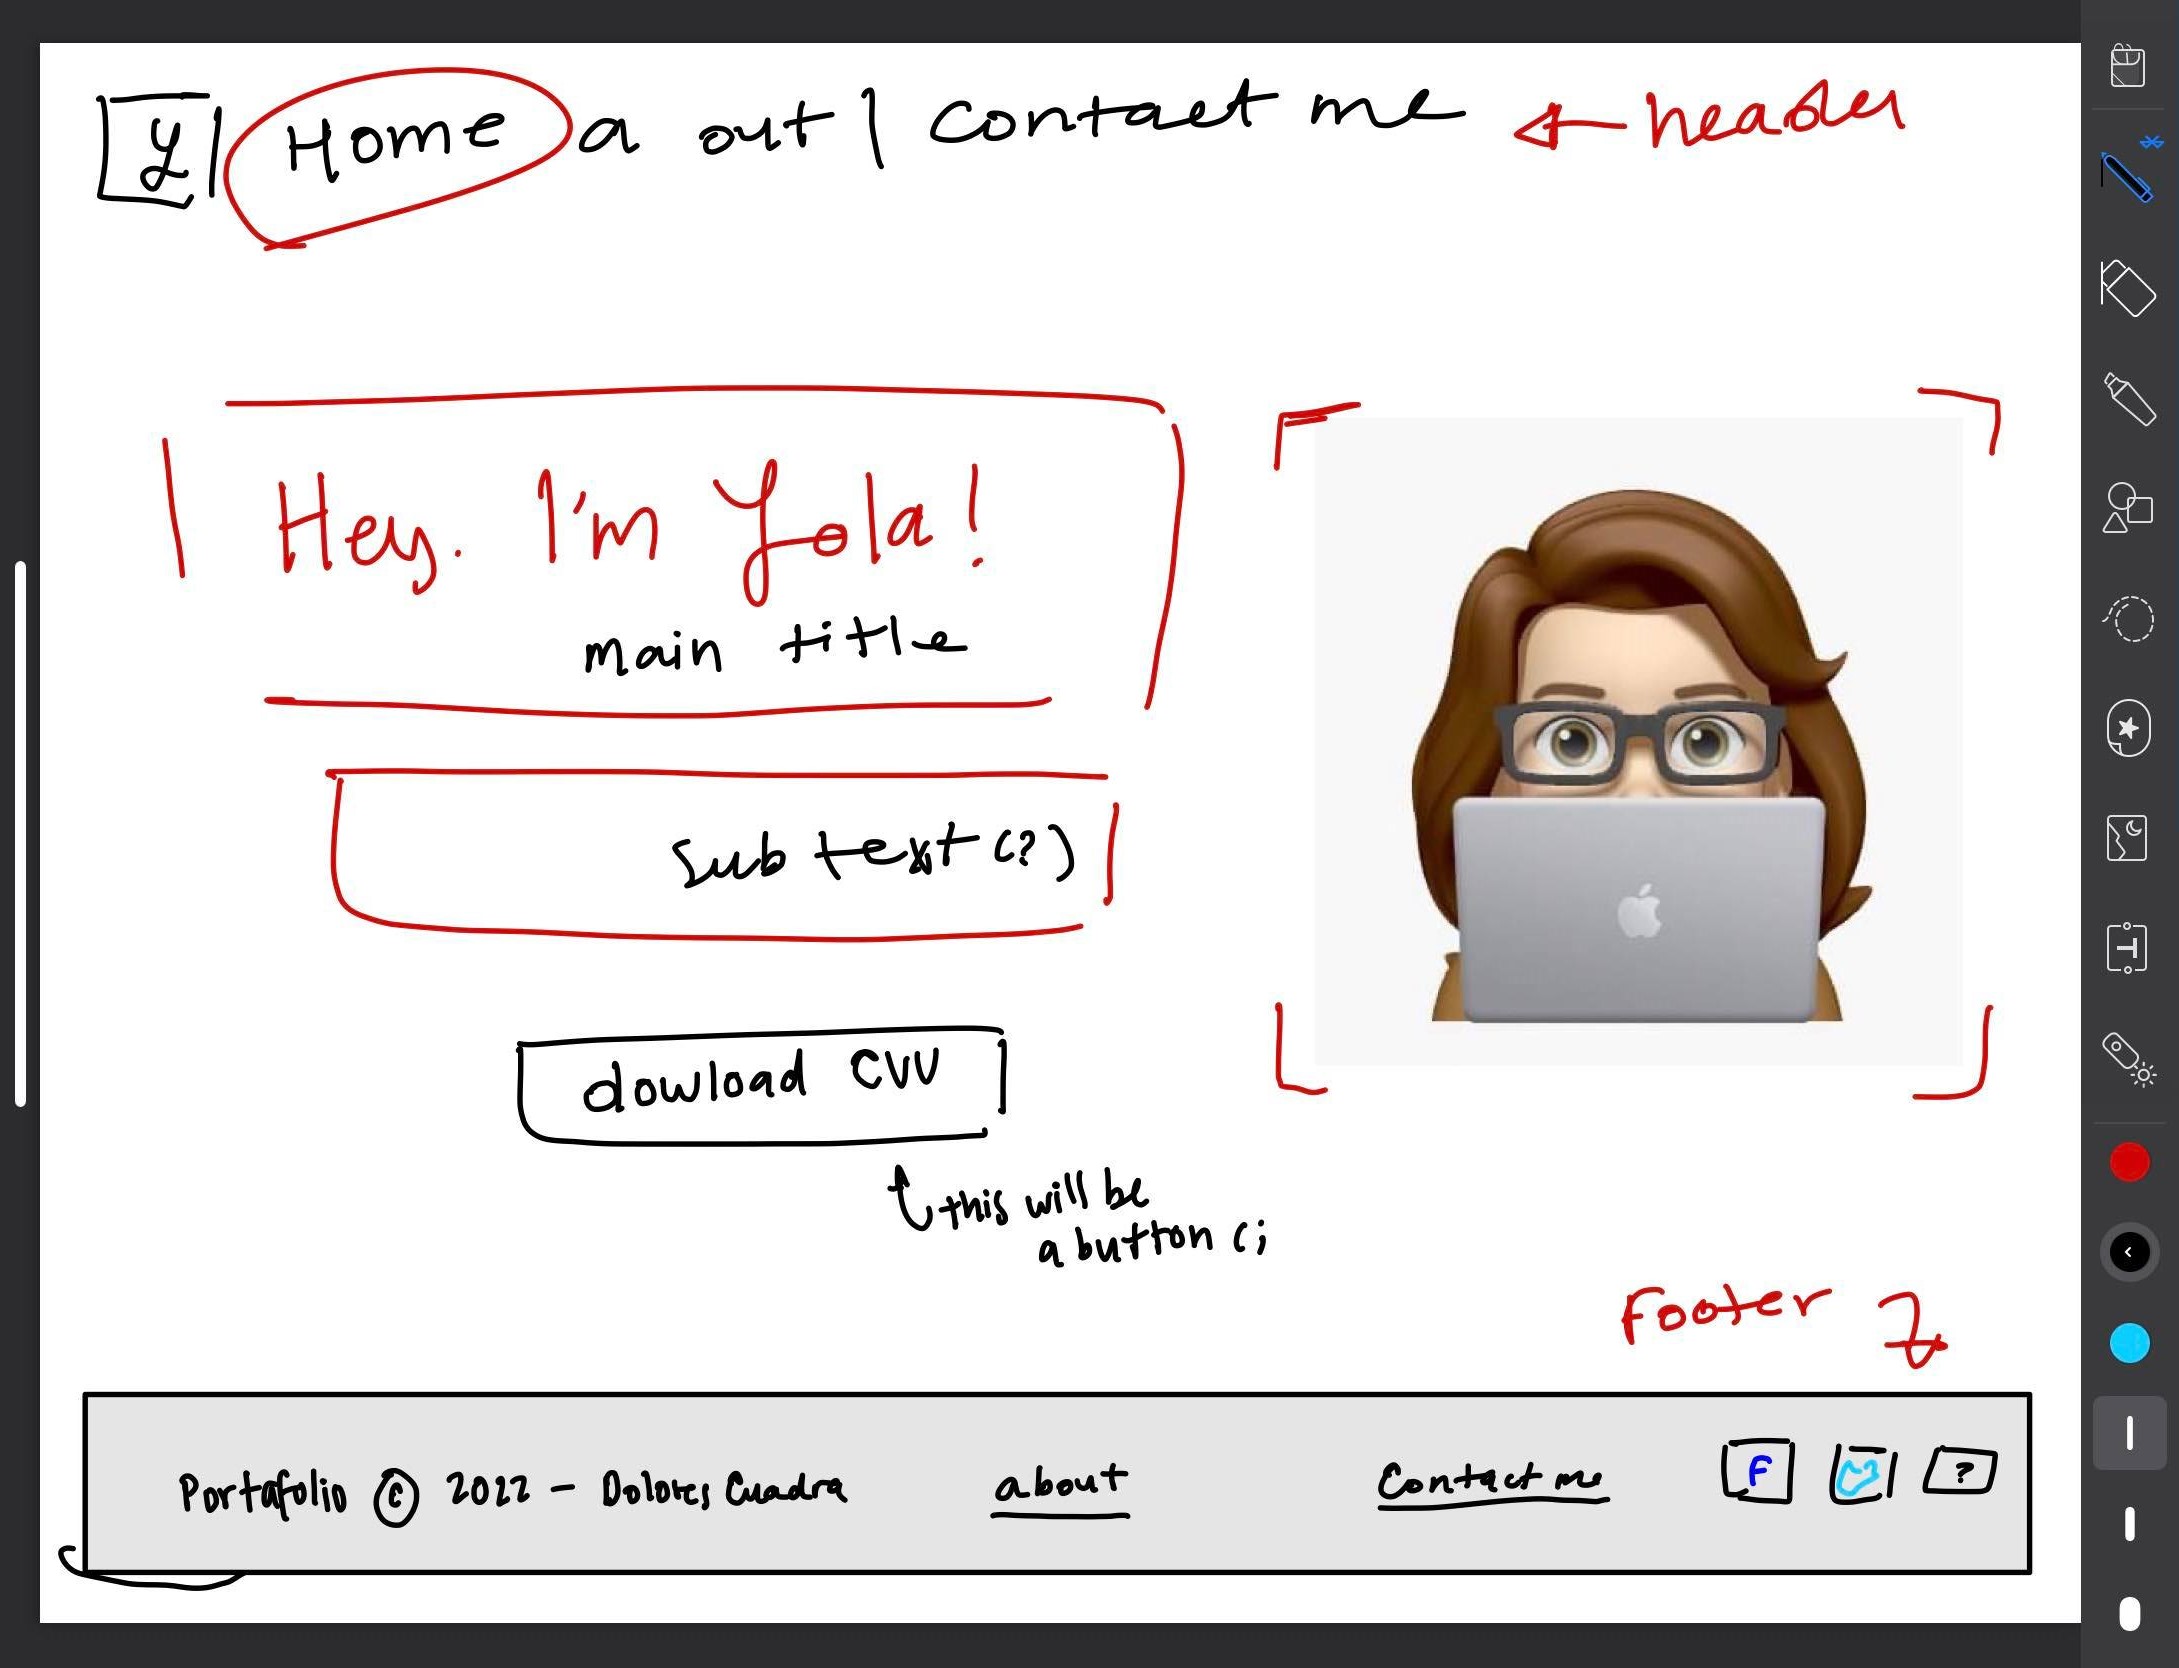 Y | Home a out | contact me ← header
Hey. I'm Yola!
main title
Sub text (?)
dowload CVV
this will be
a button (;
Footer
Portafolio © 2022 - Dolores Cuadra about Contact me F ?